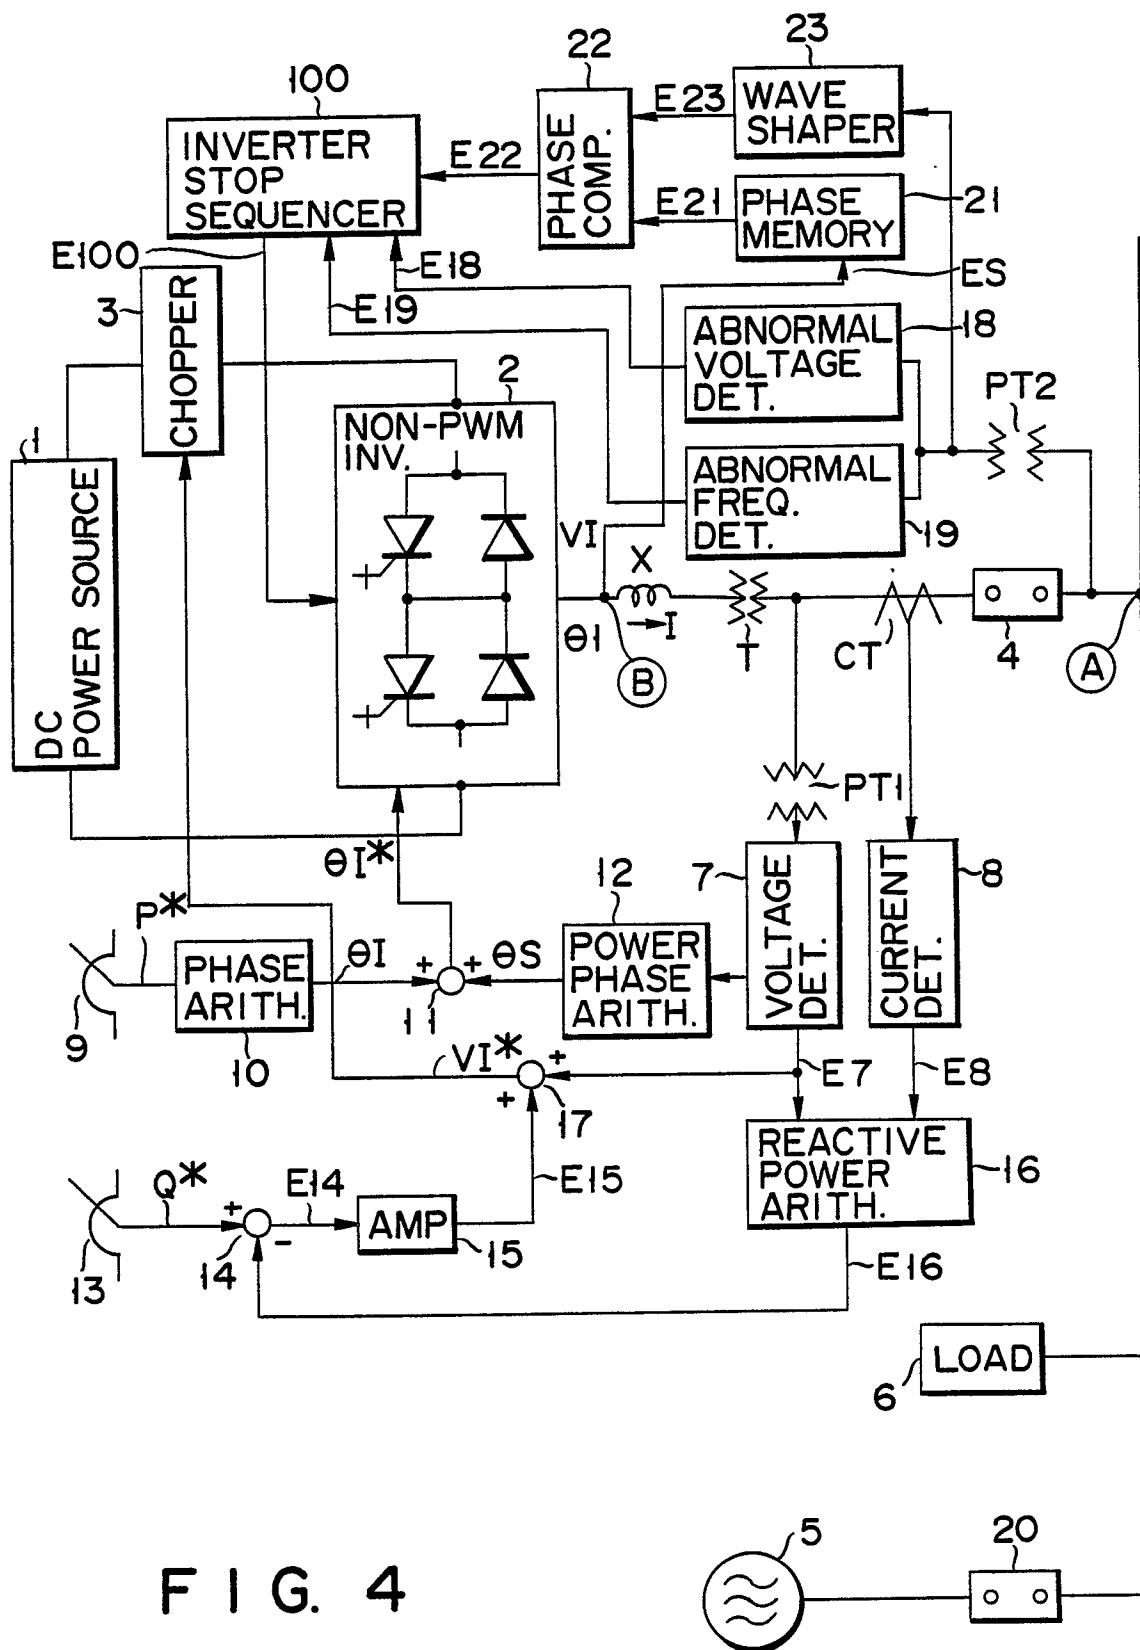 23
22
100
WAVE
SHAPER
E23
PHASE
COMP.
INVERTER
STOP
SEQUENCER
E22
PHASE
MEMORY
21
E21
E100
E18
ES
3
CHOPPER
E19
ABNORMAL
VOLTAGE
DET.
18
2
PT2
NON-PWM
INV.
1
DC
POWER SOURCE
ABNORMAL
FREQ.
DET.
19
VI
X
I
θI
T
CT
4
B
A
PT1
θI*
12
7
VOLTAGE
DET.
CURRENT
DET.
8
P*
PHASE
ARITH.
θI
+
+
θS
POWER
PHASE
ARITH.
9
10
11
VI*
+
+
17
E7
E8
REACTIVE
POWER
ARITH.
16
Q*
+
-
E14
AMP
E15
13
14
15
E16
LOAD
6
5
20
FIG. 4